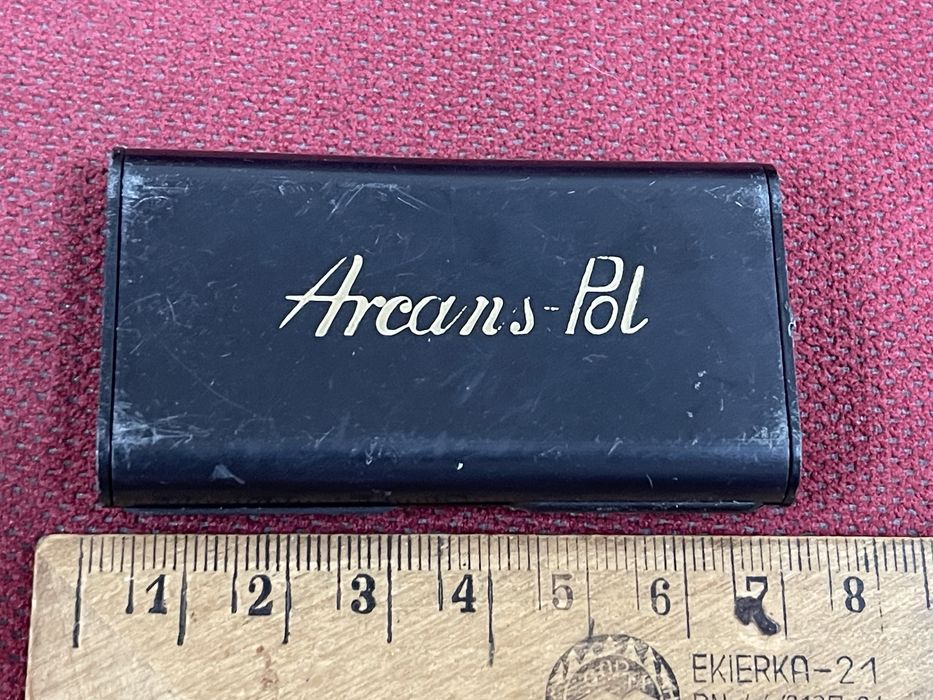 Arcans-Pol
1 2 3 4 5 6 7 8
EKIERKA-21